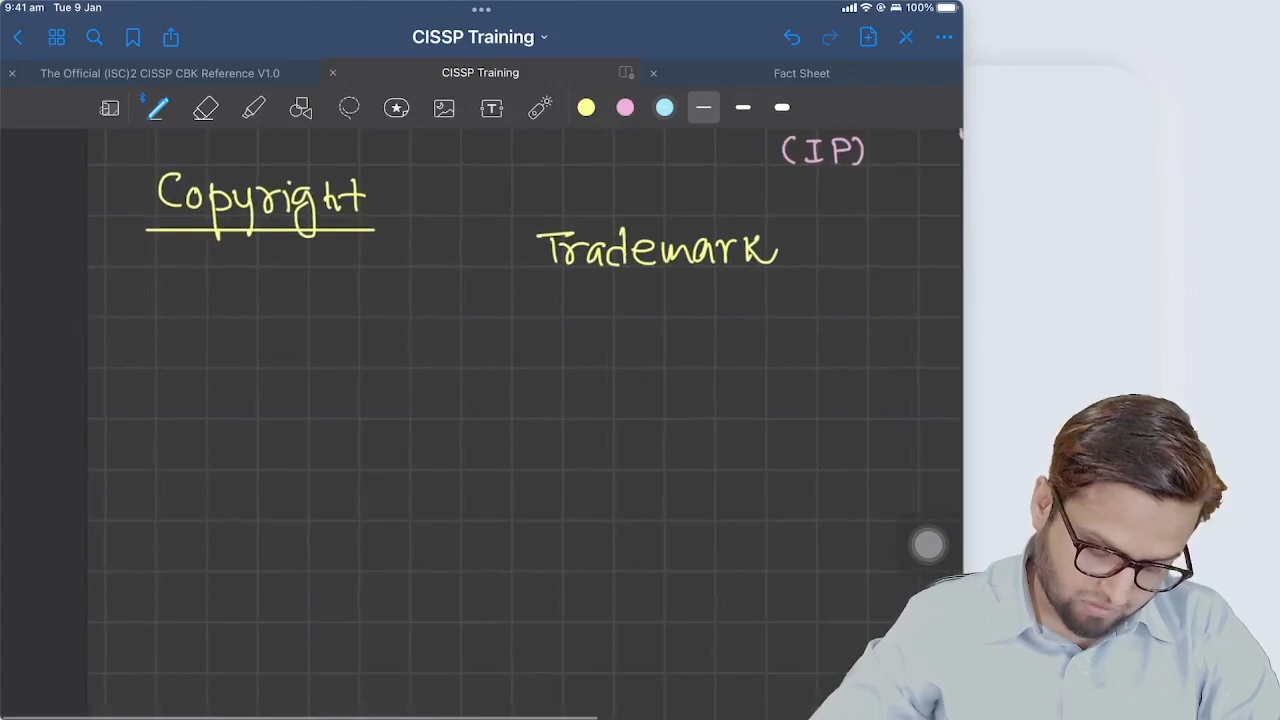 9:41 am Tue 9 Jan
100%
CISSP Training
The Official (ISC)2 CISSP CBK Reference V1.0
CISSP Training
Fact Sheet
T
(IP)
Copyright
Trademark